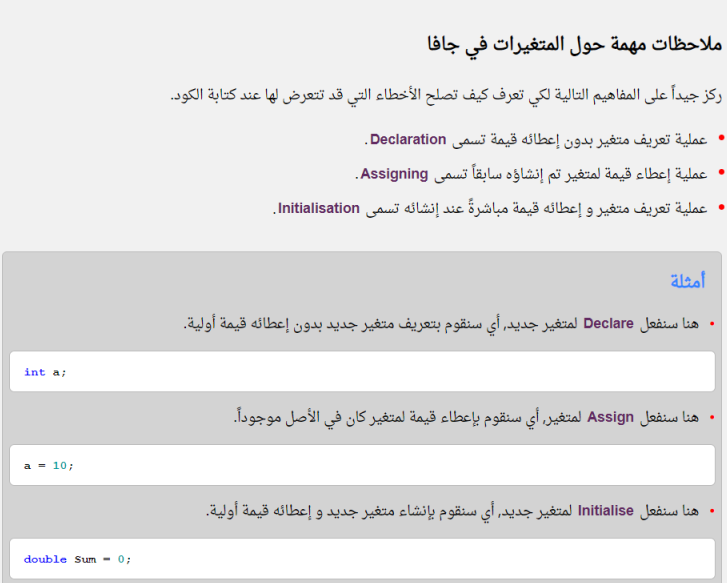 ملاحظات مهمة حول المتغيرات في جافا
ركز جيداً على المفاهيم التالية لكي تعرف كيف تصلح الأخطاء التي قد تتعرض لها عند كتابة الكود.
عملية تعريف متغير بدون إعطائه قيمة تسمى Declaration.
عملية إعطاء قيمة لمتغير تم إنشاؤه سابقاً تسمى Assigning.
عملية تعريف متغير و إعطائه قيمة مباشرةً عند إنشائه تسمى Initialisation.
أمثلة
هنا سنفعل Declare لمتغير جديد, أي سنقوم بتعريف متغير جديد بدون إعطائه قيمة أولية.
int a;
هنا سنفعل Assign لمتغير, أي سنقوم بإعطاء قيمة لمتغير كان في الأصل موجوداً.
a = 10;
هنا سنفعل Initialise لمتغير جديد, أي سنقوم بإنشاء متغير جديد و إعطائه قيمة أولية.
double Sum = 0;